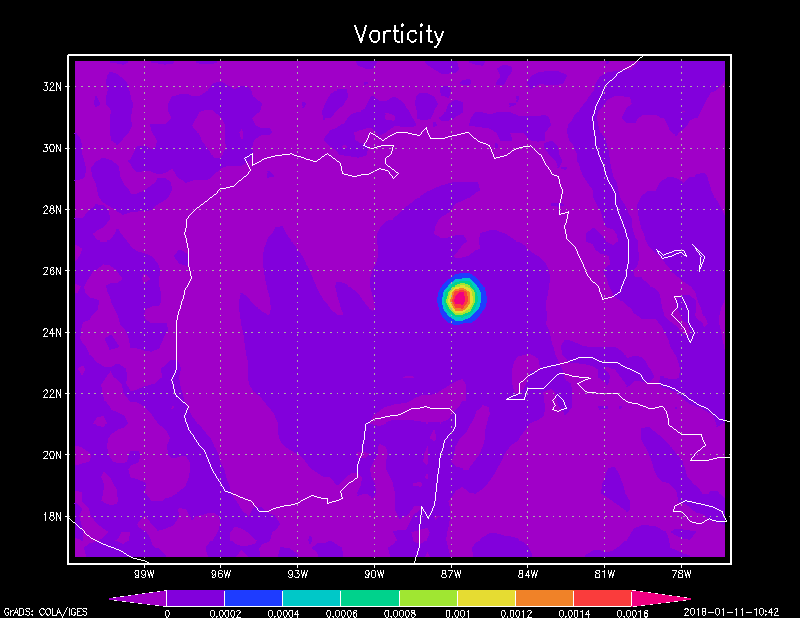 Vorticity
32N
30N
28N
26N
24N
22N
20N
18N
99W 96W 93W 90W 87W 84W 81W 78W
0 0.0002 0.0004 0.0006 0.0008 0.001 0.0012 0.0014 0.0016
GrADS: COLA/IGES 2018-01-11-10:42